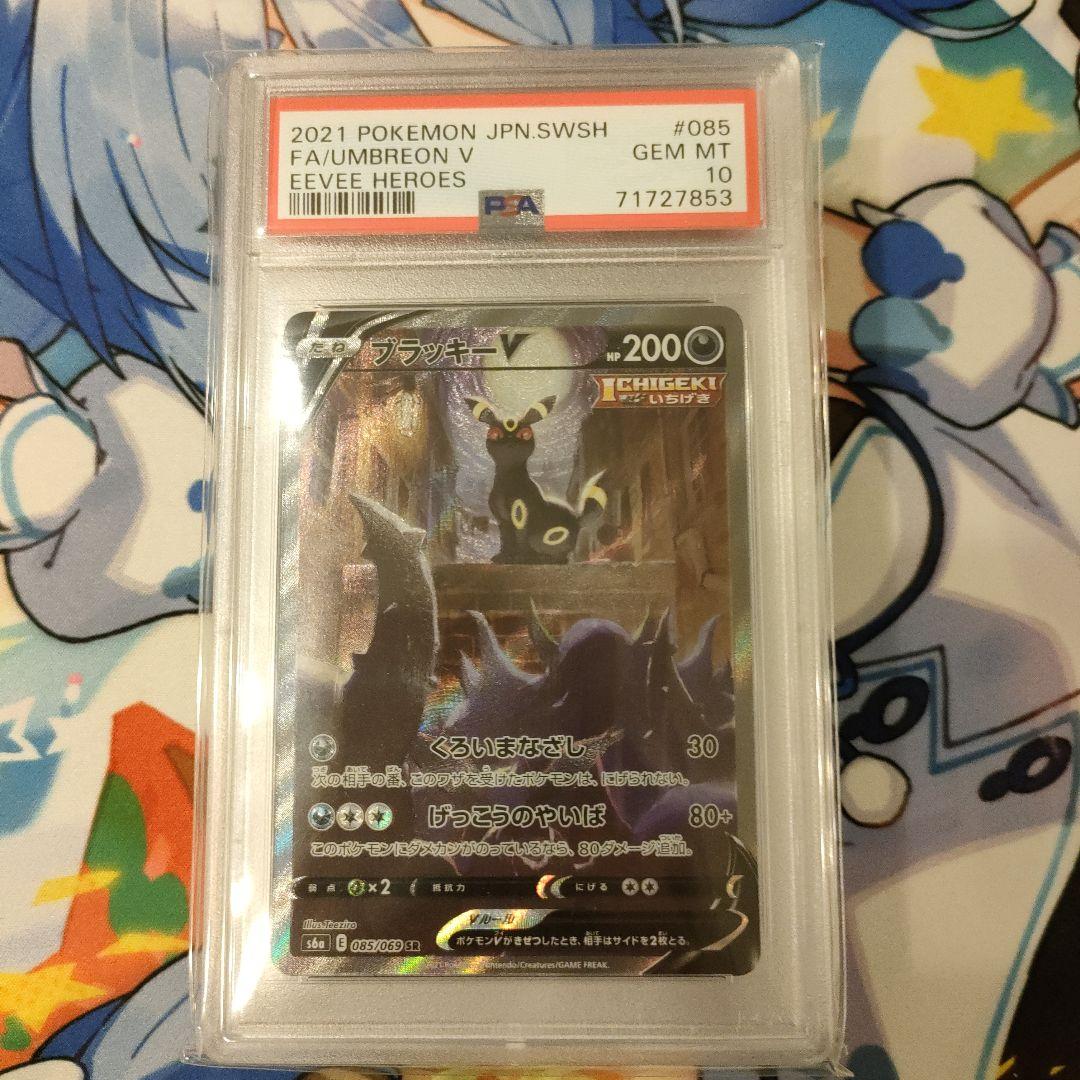 2021 POKEMON JPN.SWSH #085
FA/UMBREON V GEM MT
EEVEE HEROES 10
PSA 71727853
たね ブラッキーV HP 200
ICHIGEKI
いちげき
くろいまなざし 30
次の相手の番、このワザを受けたポケモンは、にげられない。
げっこうのやいば 80+
このポケモンにダメカンがのっているなら、80ダメージ追加。
弱点 ×2 抵抗力 にげる
Vルール
Illus.Teeziro
ポケモンVがきぜつしたとき、相手はサイドを2枚とる。
s6a E 085/069 SR
Nintendo/Creatures/GAME FREAK.